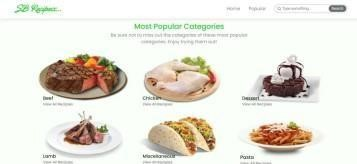 SB Recipes...
Home
Popular
Type something...
Search
Most Popular Categories
Be sure not to miss out the categories of these most popular
categories. Enjoy trying them out!
Beef
View All Recipes
Chicken
View All Recipes
Dessert
View All Recipes
Lamb
View All Recipes
Miscellaneous
View All Recipes
Pasta
View All Recipes